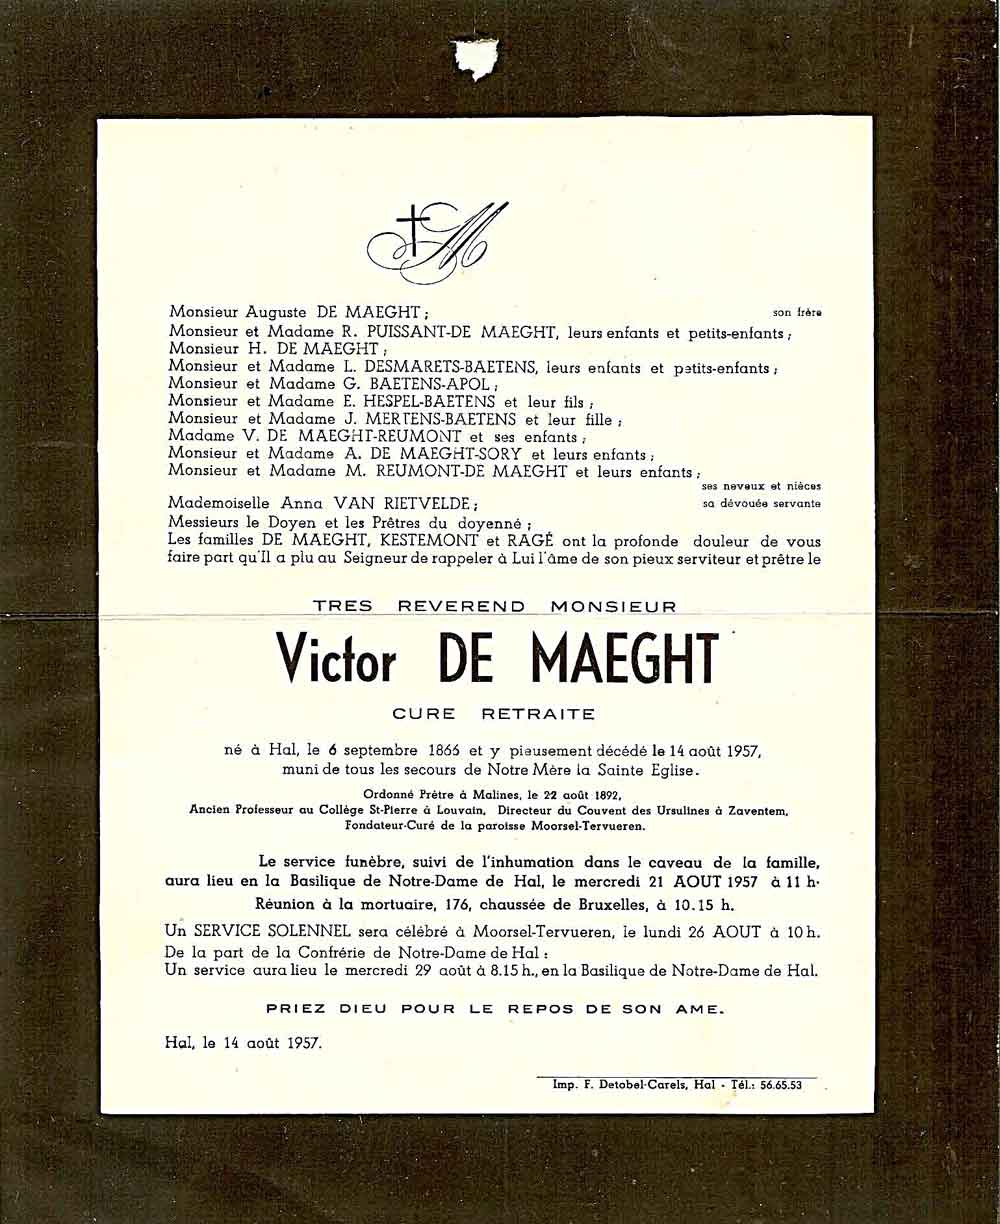 M
Monsieur Auguste DE MAEGHT ; son frère
Monsieur et Madame R. PUISSANT-DE MAEGHT, leurs enfants et petits-enfants ;
Monsieur H. DE MAEGHT ;
Monsieur et Madame L. DESMARETS-BAETENS, leurs enfants et petits-enfants ;
Monsieur et Madame G. BAETENS-APOL ;
Monsieur et Madame E. HESPEL-BAETENS et leur fils ;
Monsieur et Madame J. MERTENS-BAETENS et leur fille ;
Madame V. DE MAEGHT-REUMONT et ses enfants ;
Monsieur et Madame A. DE MAEGHT-SORY et leurs enfants ;
Monsieur et Madame M. REUMONT-DE MAEGHT et leurs enfants ;
ses neveux et nièces
Mademoiselle Anna VAN RIETVELDE ; sa dévouée servante
Messieurs le Doyen et les Prêtres du doyenné ;
Les familles DE MAEGHT, KESTEMONT et RAGÉ ont la profonde douleur de vous
faire part qu'Il a plu au Seigneur de rappeler à Lui l'âme de son pieux serviteur et prêtre le
TRES REVEREND MONSIEUR
Victor DE MAEGHT
CURE RETRAITE
né à Hal, le 6 septembre 1866 et y pieusement décédé le 14 août 1957,
muni de tous les secours de Notre Mère la Sainte Eglise.
Ordonné Prêtre à Malines, le 22 août 1892,
Ancien Professeur au Collège St-Pierre à Louvain, Directeur du Couvent des Ursulines à Zaventem,
Fondateur-Curé de la paroisse Moorsel-Tervueren.
Le service funèbre, suivi de l'inhumation dans le caveau de la famille,
aura lieu en la Basilique de Notre-Dame de Hal, le mercredi 21 AOUT 1957 à 11 h.
Réunion à la mortuaire, 176, chaussée de Bruxelles, à 10.15 h.
Un SERVICE SOLENNEL sera célébré à Moorsel-Tervueren, le lundi 26 AOUT à 10 h.
De la part de la Confrérie de Notre-Dame de Hal :
Un service aura lieu le mercredi 29 août à 8.15 h., en la Basilique de Notre-Dame de Hal.
PRIEZ DIEU POUR LE REPOS DE SON AME.
Hal, le 14 août 1957.
Imp. F. Detobel-Carels, Hal - Tél.: 56.65.53